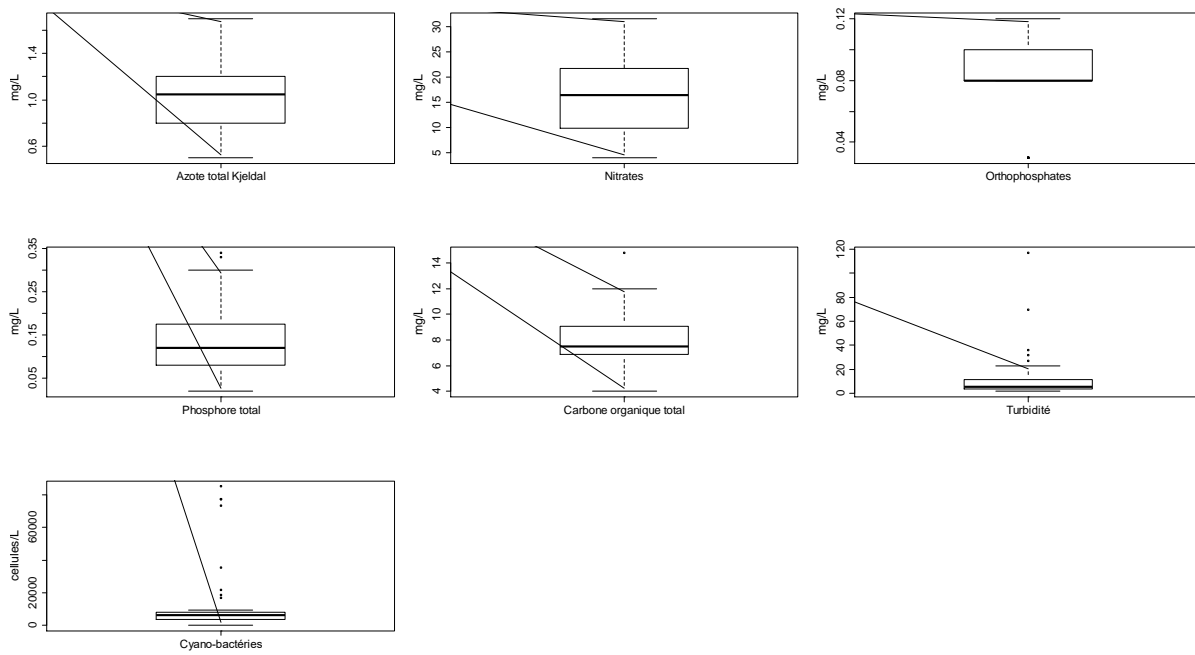 mg/L
0.6
1.0
1.4
Azote total Kjeldal
mg/L
5
10
15
20
25
30
Nitrates
mg/L
0.04
0.08
0.12
Orthophosphates
mg/L
0.05
0.15
0.25
0.35
Phosphore total
mg/L
4
6
8
10
12
14
Carbone organique total
mg/L
0
20
40
60
80
120
Turbidité
cellules/L
0
20000
60000
Cyano-bactéries